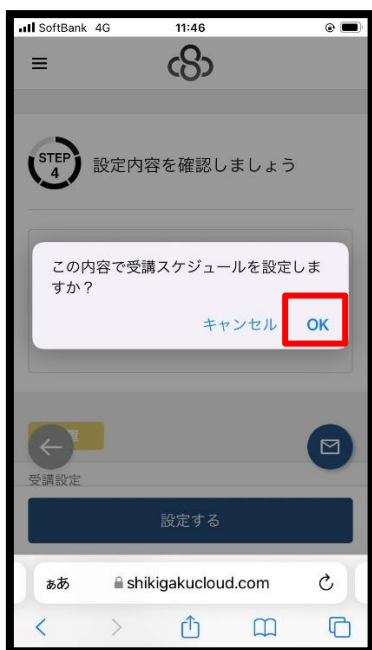 SoftBank 4G 11:46
STEP
4
設定内容を確認しましょう
この内容で受講スケジュールを設定しま
すか？
キャンセル OK
受講設定
設定する
ぁあ shikigakucloud.com